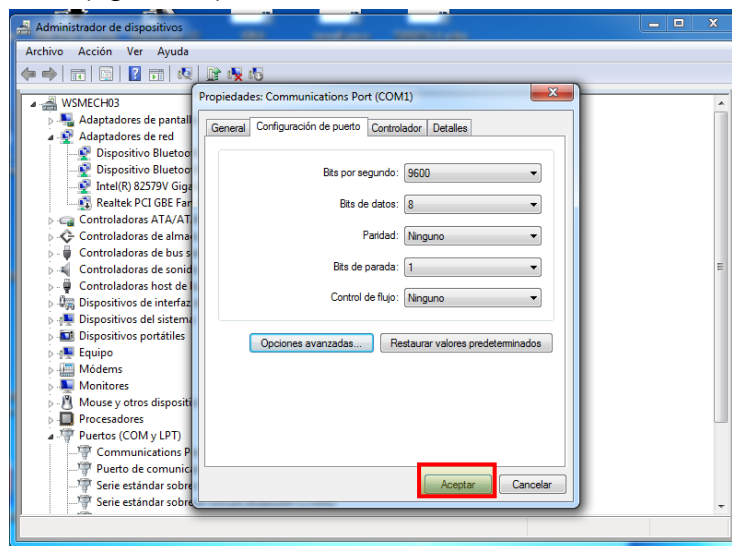 Administrador de dispositivos
Archivo Acción Ver Ayuda
WSMECH03
Adaptadores de pantall
Adaptadores de red
Dispositivo Bluetoo
Dispositivo Bluetoo
Intel(R) 82579V Giga
Realtek PCI GBE Fam
Controladoras ATA/AT
Controladoras de alma
Controladoras de bus s
Controladoras de sonid
Controladoras host de
Dispositivos de interfaz
Dispositivos del sistema
Dispositivos portátiles
Equipo
Módems
Monitores
Mouse y otros dispositi
Procesadores
Puertos (COM y LPT)
Communications P
Puerto de comunic
Serie estándar sobre
Serie estándar sobre
Propiedades: Communications Port (COM1)
General Configuración de puerto Controlador Detalles
Bits por segundo: 9600
Bits de datos: 8
Paridad: Ninguno
Bits de parada: 1
Control de flujo: Ninguno
Opciones avanzadas... Restaurar valores predeterminados
Aceptar Cancelar